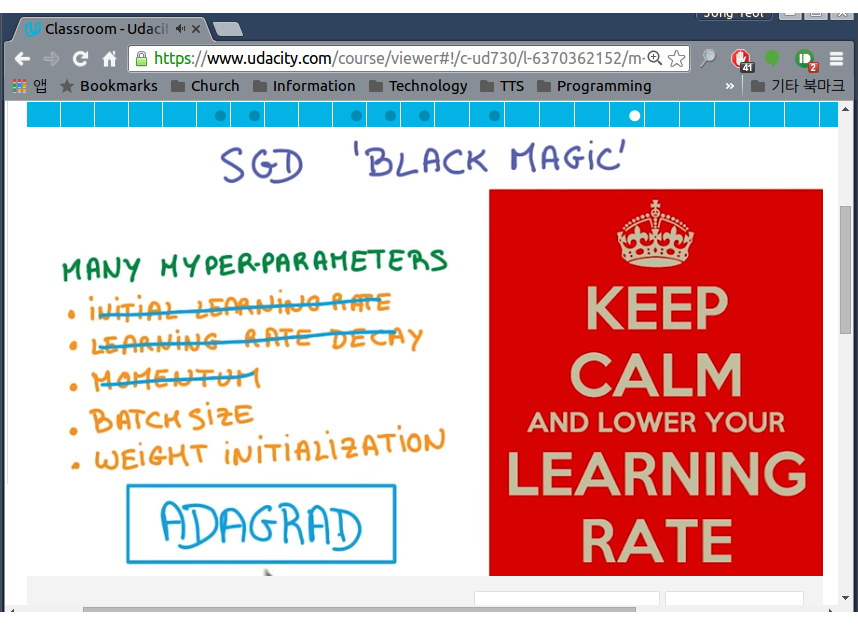 Jong Yeol
Classroom - Udacit
https://www.udacity.com/course/viewer#!/c-ud730/l-6370362152/m-
41
2
앱
Bookmarks
Church
Information
Technology
TTS
Programming
»
기타 북마크
SGD 'BLACK MAGIC'
MANY HYPER-PARAMETERS
• INITIAL LEARNING RATE
• LEARNING RATE DECAY
• MOMENTUM
• BATCH SIZE
• WEIGHT INITIALIZATION
ADAGRAD
KEEP
CALM
AND LOWER YOUR
LEARNING
RATE